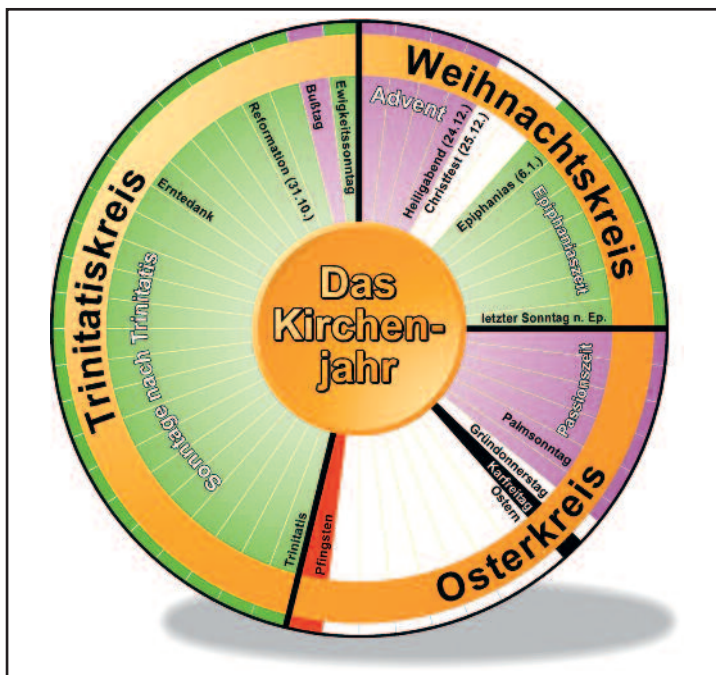 Das
Kirchen-
jahr
Weihnachtskreis
Advent
Heiligabend (24.12.)
Christfest (25.12.)
Epiphanias (6.1.)
Epiphaniaszeit
letzter Sonntag n. Ep.
Osterkreis
Passionszeit
Palmsonntag
Gründonnerstag
Karfreitag
Ostern
Pfingsten
Trinitatiskreis
Trinitatis
Sonntage nach Trinitatis
Erntedank
Reformation (31.10.)
Bußtag
Ewigkeitssonntag